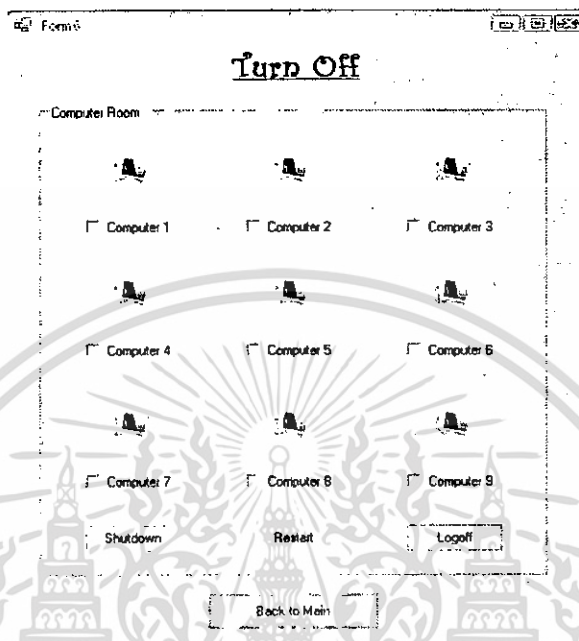 Form6
Turn Off
Computer Room
Computer 1 Computer 2 Computer 3
Computer 4 Computer 5 Computer 6
Computer 7 Computer 8 Computer 9
Shutdown Restart Logoff
Back to Main